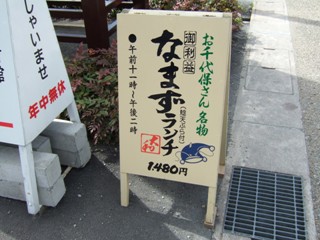 お千代保さん名物
御利益
なまずランチ
●午前十一時～午後二時
1,480円
しゃいませ
年中無休